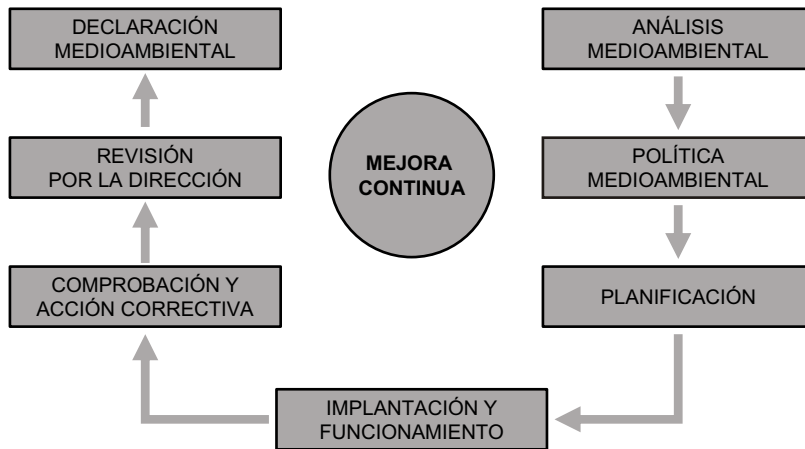 DECLARACIÓN
MEDIOAMBIENTAL
ANÁLISIS
MEDIOAMBIENTAL
REVISIÓN
POR LA DIRECCIÓN
MEJORA
CONTINUA
POLÍTICA
MEDIOAMBIENTAL
COMPROBACIÓN Y
ACCIÓN CORRECTIVA
PLANIFICACIÓN
IMPLANTACIÓN Y
FUNCIONAMIENTO